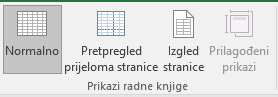 Normalno
Pretpregled
prijeloma stranice
Izgled
stranice
Prilagođeni
prikazi
Prikazi radne knjige